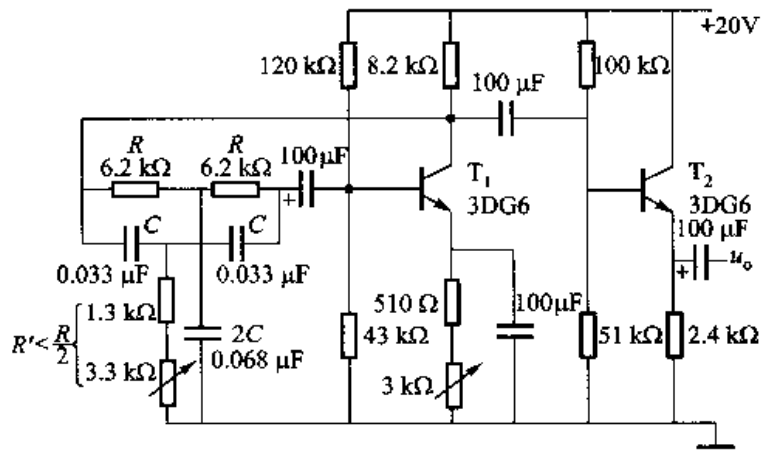 +20V
120 kΩ
8.2 kΩ
100 kΩ
100 μF
R
6.2 kΩ
R
6.2 kΩ
100μF
+
T₁
3DG6
T₂
3DG6
100 μF
+
uₒ
C
0.033 μF
C
0.033 μF
R'<R/2
1.3 kΩ
3.3 kΩ
2C
0.068 μF
43 kΩ
510 Ω
3 kΩ
100μF
51 kΩ
2.4 kΩ